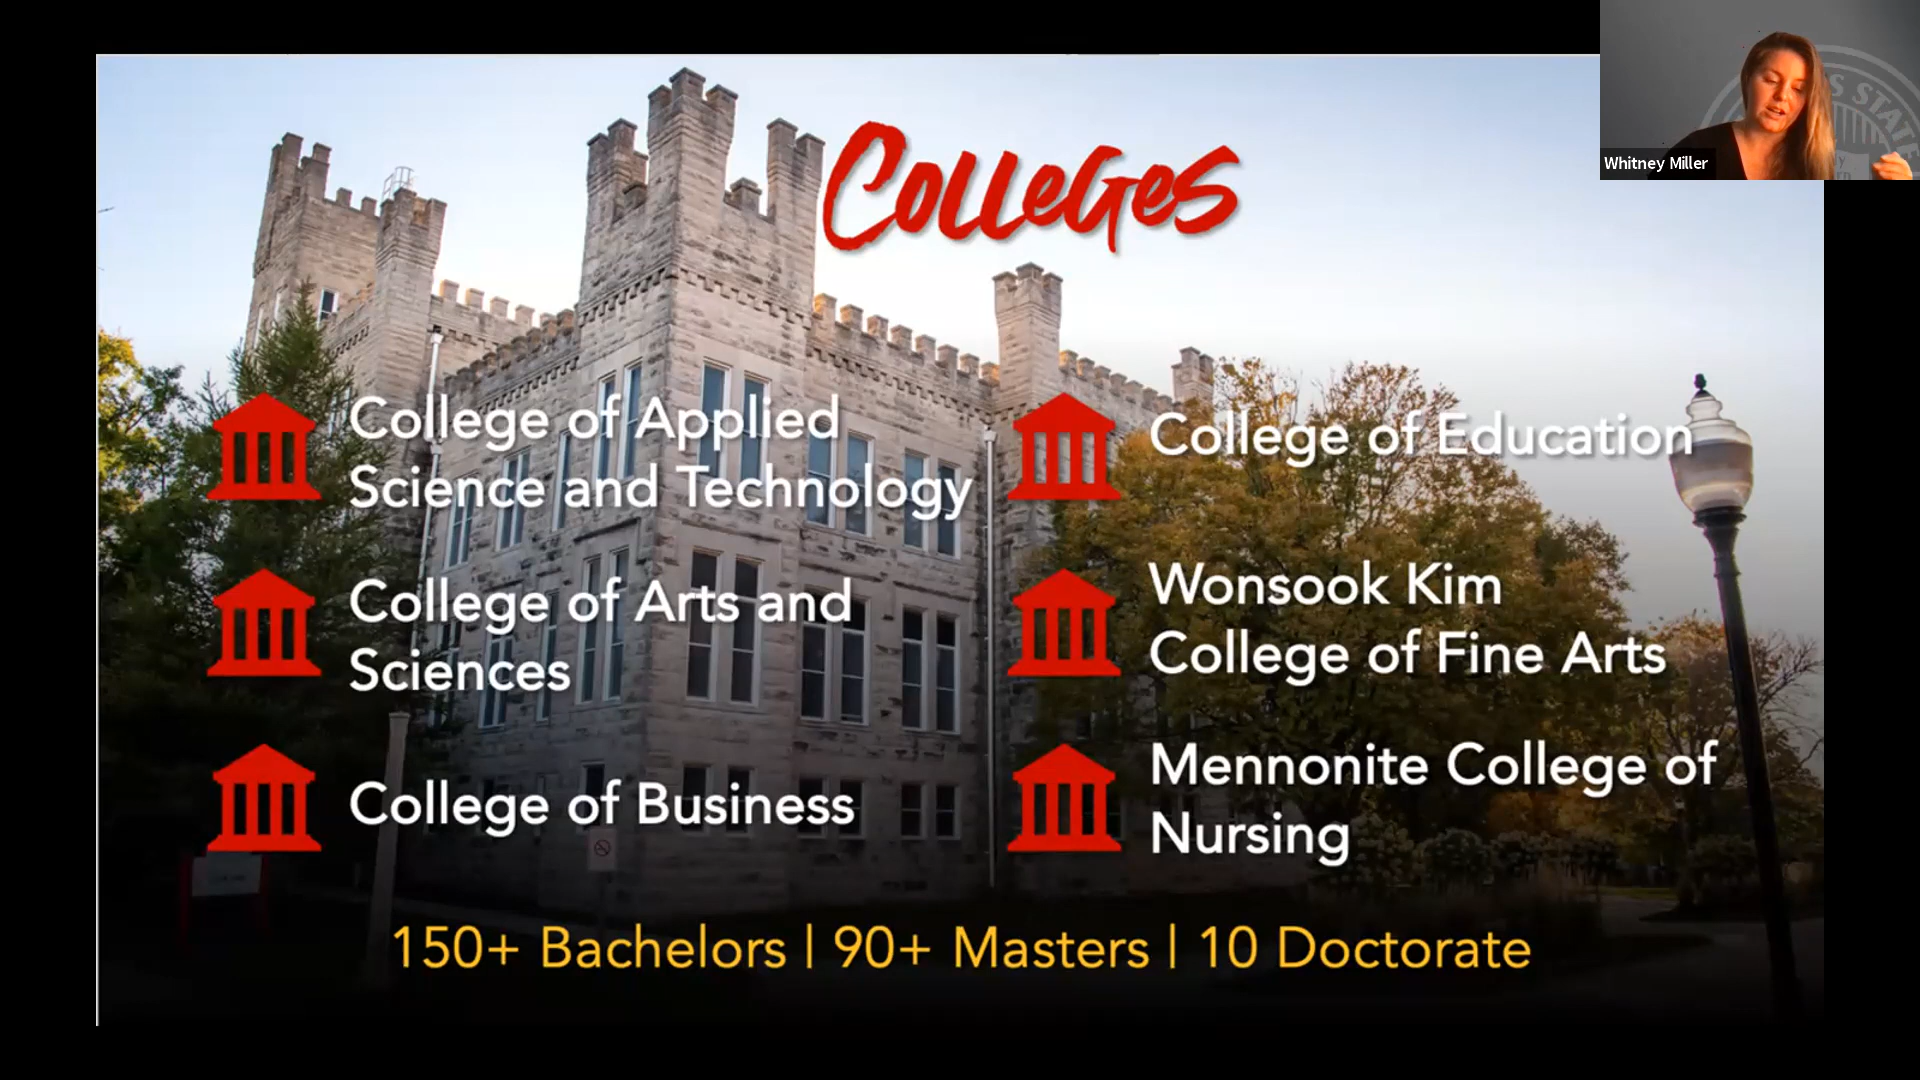 Colleges
College of Applied
Science and Technology
College of Arts and
Sciences
College of Business
College of Education
Wonsook Kim
College of Fine Arts
Mennonite College of
Nursing
150+ Bachelors | 90+ Masters | 10 Doctorate
Whitney Miller
S STATE